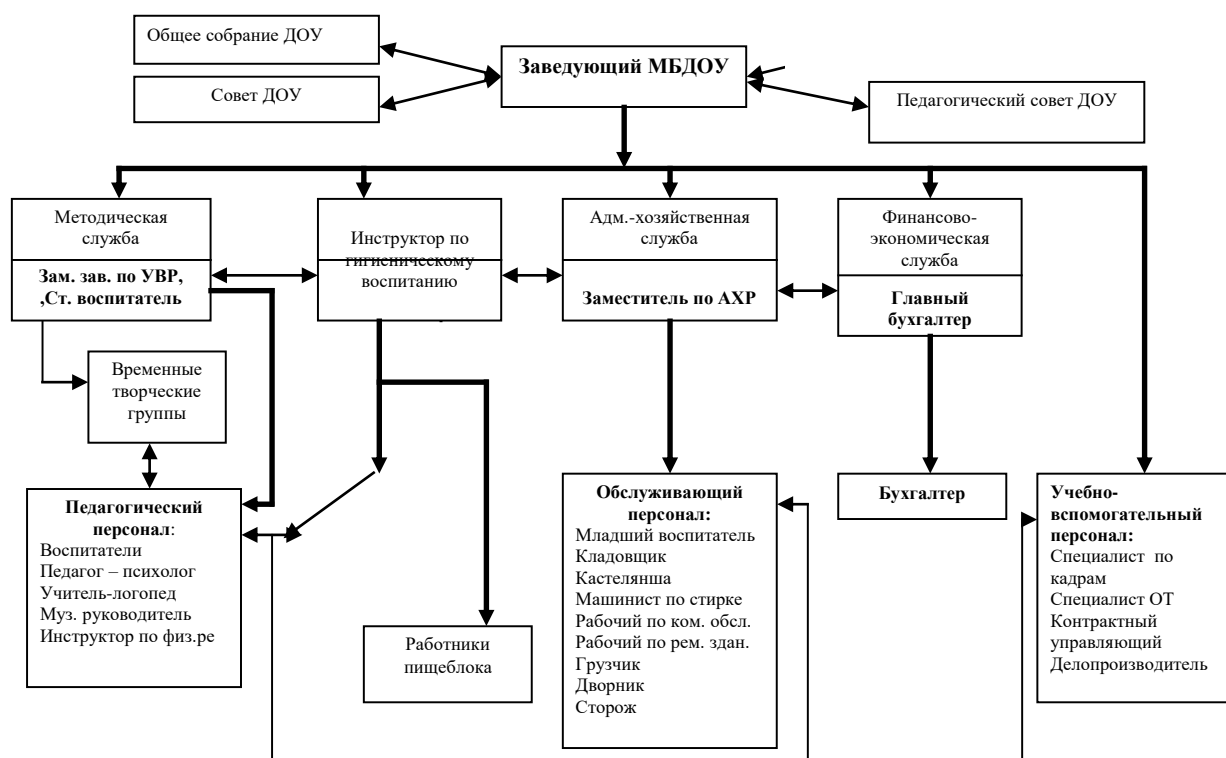 Общее собрание ДОУ
Заведующий МБДОУ
Совет ДОУ
Педагогический совет ДОУ
Методическая
служба
Зам. зав. по УВР,
,Ст. воспитатель
Инструктор по
гигиеническому
воспитанию
Адм.-хозяйственная
служба
Заместитель по АХР
Финансово-
экономическая
служба
Главный
бухгалтер
Временные
творческие
группы
Педагогический
персонал:
Воспитатели
Педагог – психолог
Учитель-логопед
Муз. руководитель
Инструктор по физ.ре
Работники
пищеблока
Обслуживающий
персонал:
Младший воспитатель
Кладовщик
Кастелянша
Машинист по стирке
Рабочий по ком. обсл.
Рабочий по рем. здан.
Грузчик
Дворник
Сторож
Бухгалтер
Учебно-
вспомогательный
персонал:
Специалист по
кадрам
Специалист ОТ
Контрактный
управляющий
Делопроизводитель